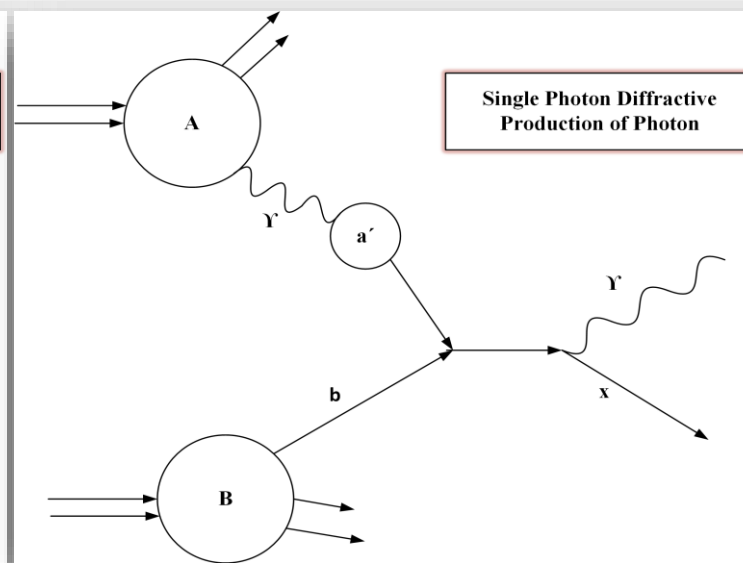 A
Single Photon Diffractive
Production of Photon
ϒ
a´
ϒ
b
x
B